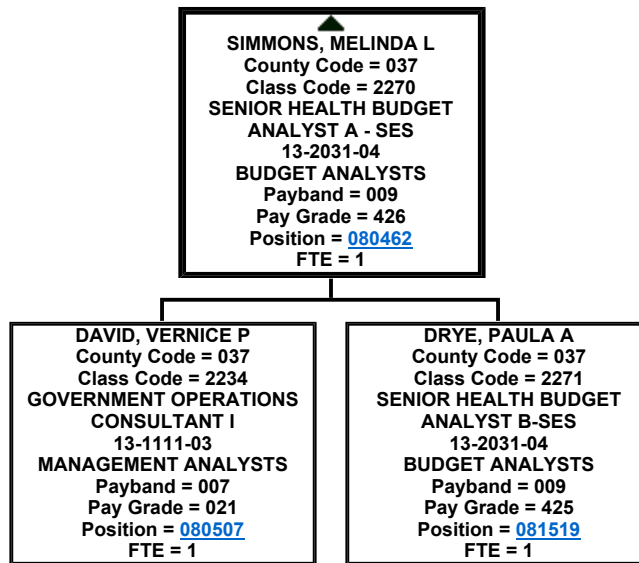 SIMMONS, MELINDA L
County Code = 037
Class Code = 2270
SENIOR HEALTH BUDGET
ANALYST A - SES
13-2031-04
BUDGET ANALYSTS
Payband = 009
Pay Grade = 426
Position = 080462
FTE = 1
DAVID, VERNICE P
County Code = 037
Class Code = 2234
GOVERNMENT OPERATIONS
CONSULTANT I
13-1111-03
MANAGEMENT ANALYSTS
Payband = 007
Pay Grade = 021
Position = 080507
FTE = 1
DRYE, PAULA A
County Code = 037
Class Code = 2271
SENIOR HEALTH BUDGET
ANALYST B-SES
13-2031-04
BUDGET ANALYSTS
Payband = 009
Pay Grade = 425
Position = 081519
FTE = 1